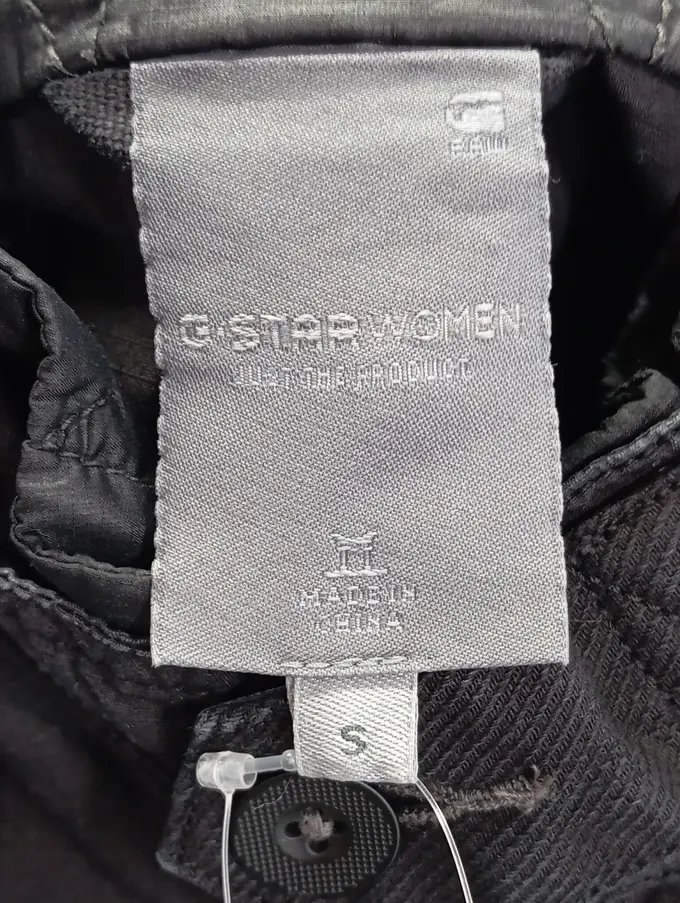 RAW
G-STAR WOMEN
JUST THE PRODUCT
MADE IN
CHINA
S